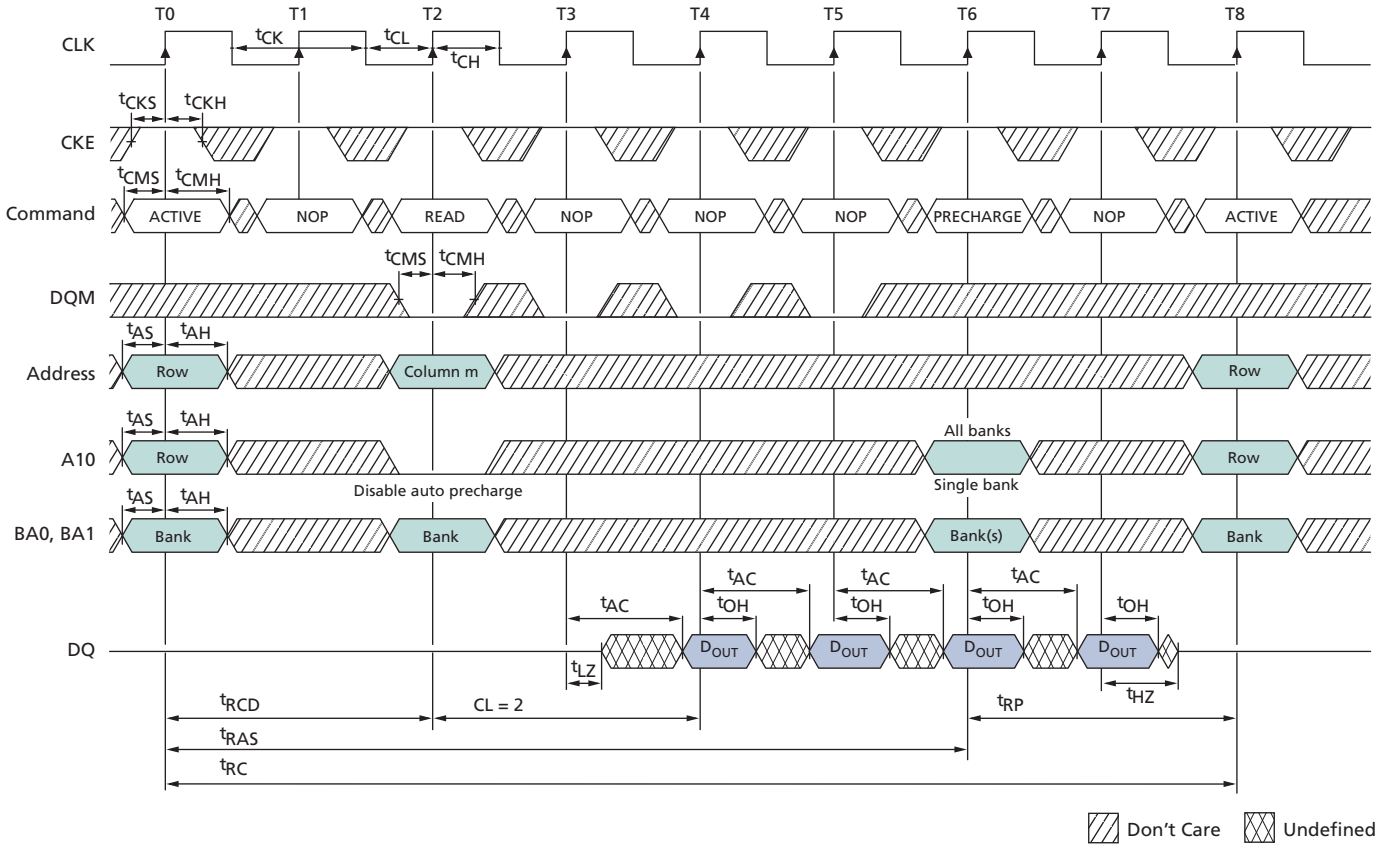 T0 T1 T2 T3 T4 T5 T6 T7 T8
CLK
tCK tCL
tCH
tCKS tCKH
CKE
tCMS tCMH
Command ACTIVE NOP READ NOP NOP NOP PRECHARGE NOP ACTIVE
tCMS tCMH
DQM
tAS tAH
Address Row Column m Row
tAS tAH
All banks
A10 Row Row
Disable auto precharge Single bank
tAS tAH
BA0, BA1 Bank Bank Bank(s) Bank
tAC tAC tAC
tAC tOH tOH tOH tOH
DQ DOUT DOUT DOUT DOUT
tLZ
tHZ
tRCD CL = 2 tRP
tRAS
tRC
Don't Care Undefined